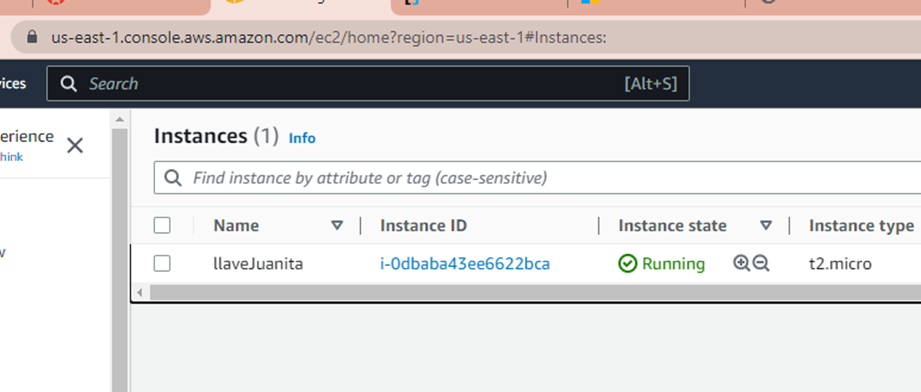 us-east-1.console.aws.amazon.com/ec2/home?region=us-east-1#Instances:
ices
Search
[Alt+S]
erience
hink
Instances (1) Info
Find instance by attribute or tag (case-sensitive)
Name Instance ID Instance state Instance type
llaveJuanita i-0dbaba43ee6622bca Running t2.micro